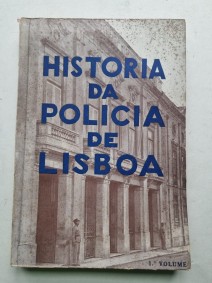 HISTORIA
DA
POLICIA
DE
LISBOA
1.º VOLUME